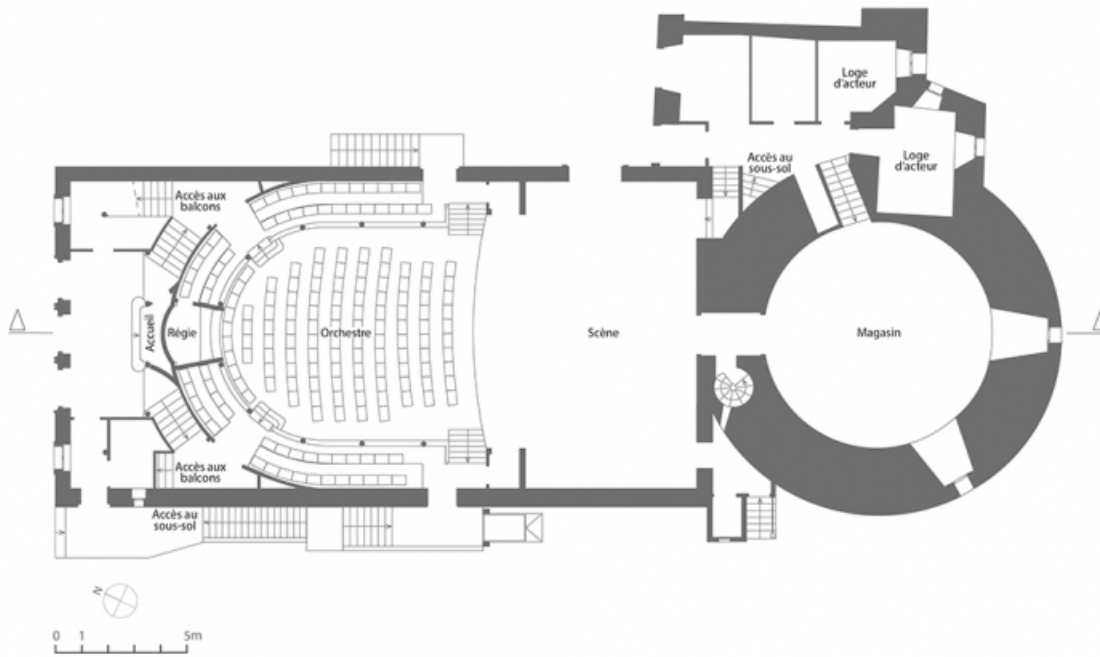 Loge
d'acteur
Loge
d'acteur
Accès au
sous-sol
Accès aux
balcons
Accueil
Régie
Orchestre
Scène
Magasin
Accès aux
balcons
Accès au
sous-sol
N
0 1 5m